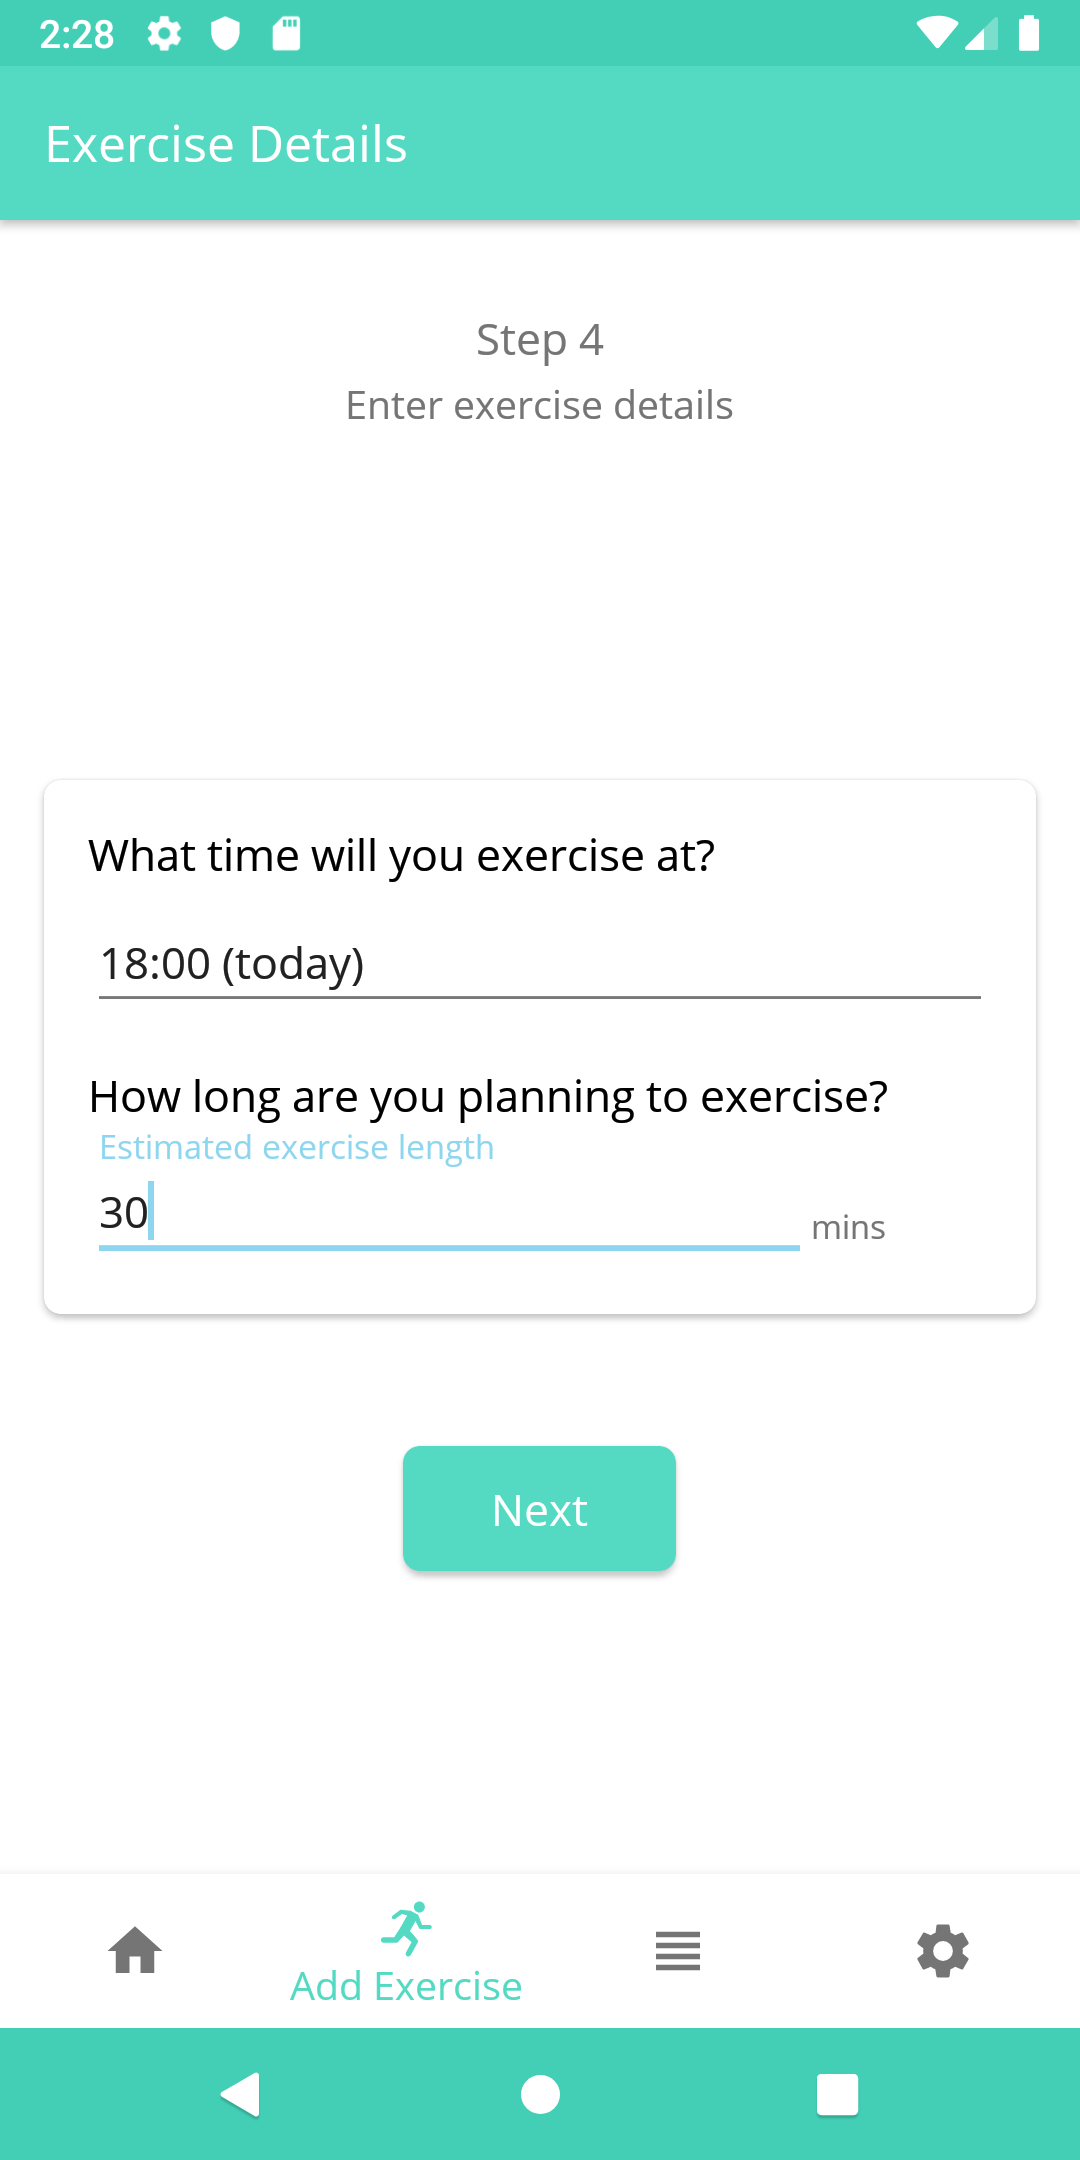 2:28
Exercise Details
Step 4
Enter exercise details
What time will you exercise at?
18:00 (today)
How long are you planning to exercise?
Estimated exercise length
30
mins
Next
Add Exercise